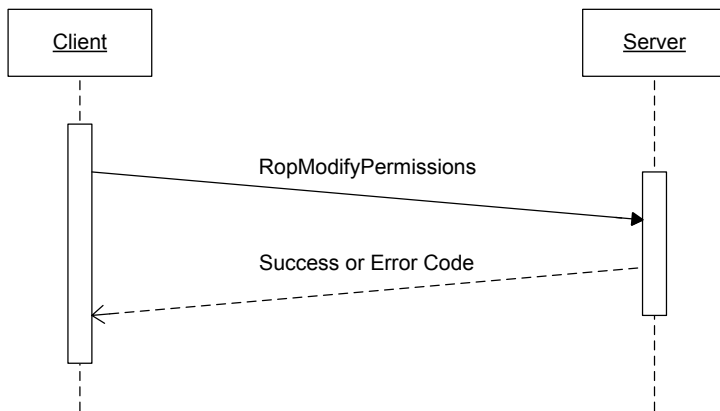 Client
Server
RopModifyPermissions
Success or Error Code